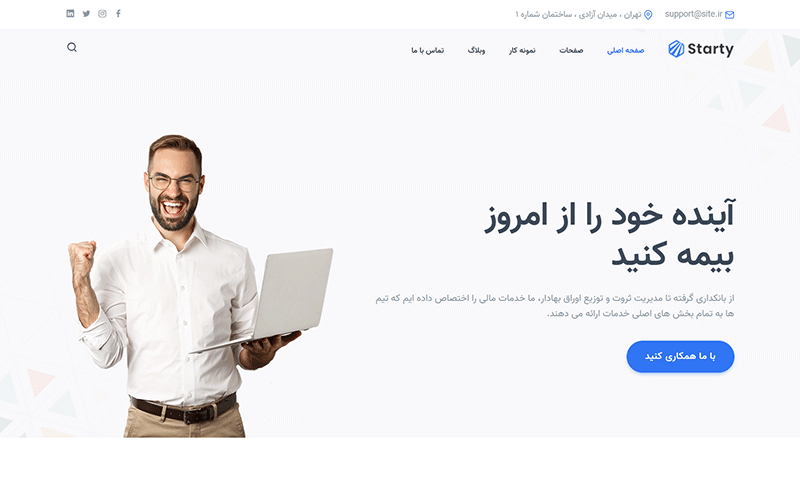 support@site.ir
تهران ، میدان آزادی ، ساختمان شماره ۱
Starty
صفحه اصلی
صفحات
نمونه کار
وبلاگ
تماس با ما
آینده خود را از امروز
بیمه کنید
از بانکداری گرفته تا مدیریت ثروت و توزیع اوراق بهادار، ما خدمات مالی را اختصاص داده ایم که تیم
ها به تمام بخش های اصلی خدمات ارائه می دهند.
با ما همکاری کنید